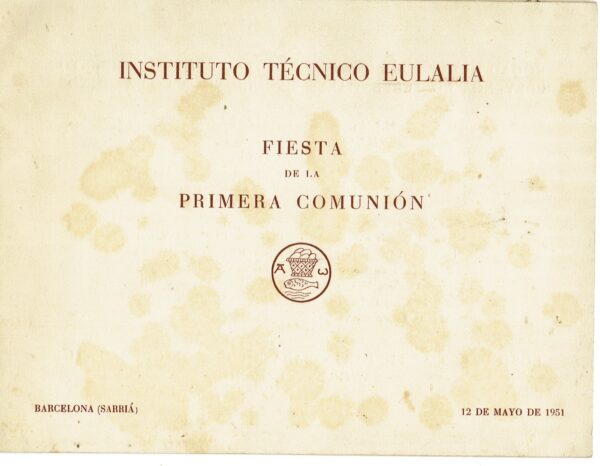 INSTITUTO TÉCNICO EULALIA
FIESTA
DE LA
PRIMERA COMUNIÓN
A ω
BARCELONA (SARRIÁ)
12 DE MAYO DE 1951